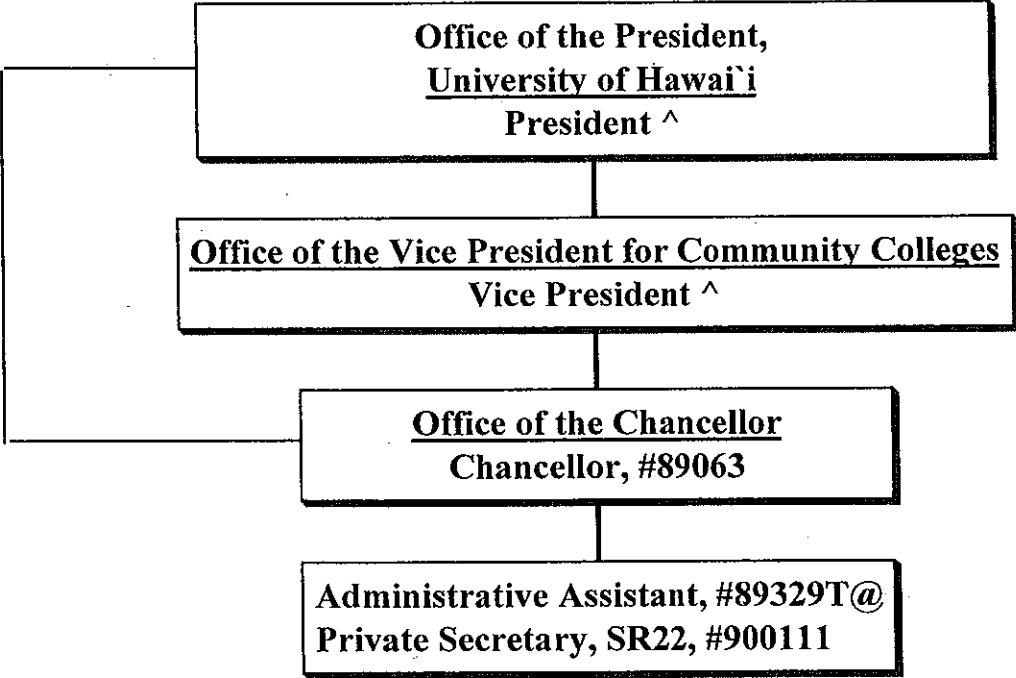 Office of the President,
University of Hawai`i
President ^
Office of the Vice President for Community Colleges
Vice President ^
Office of the Chancellor
Chancellor, #89063
Administrative Assistant, #89329T@
Private Secretary, SR22, #900111